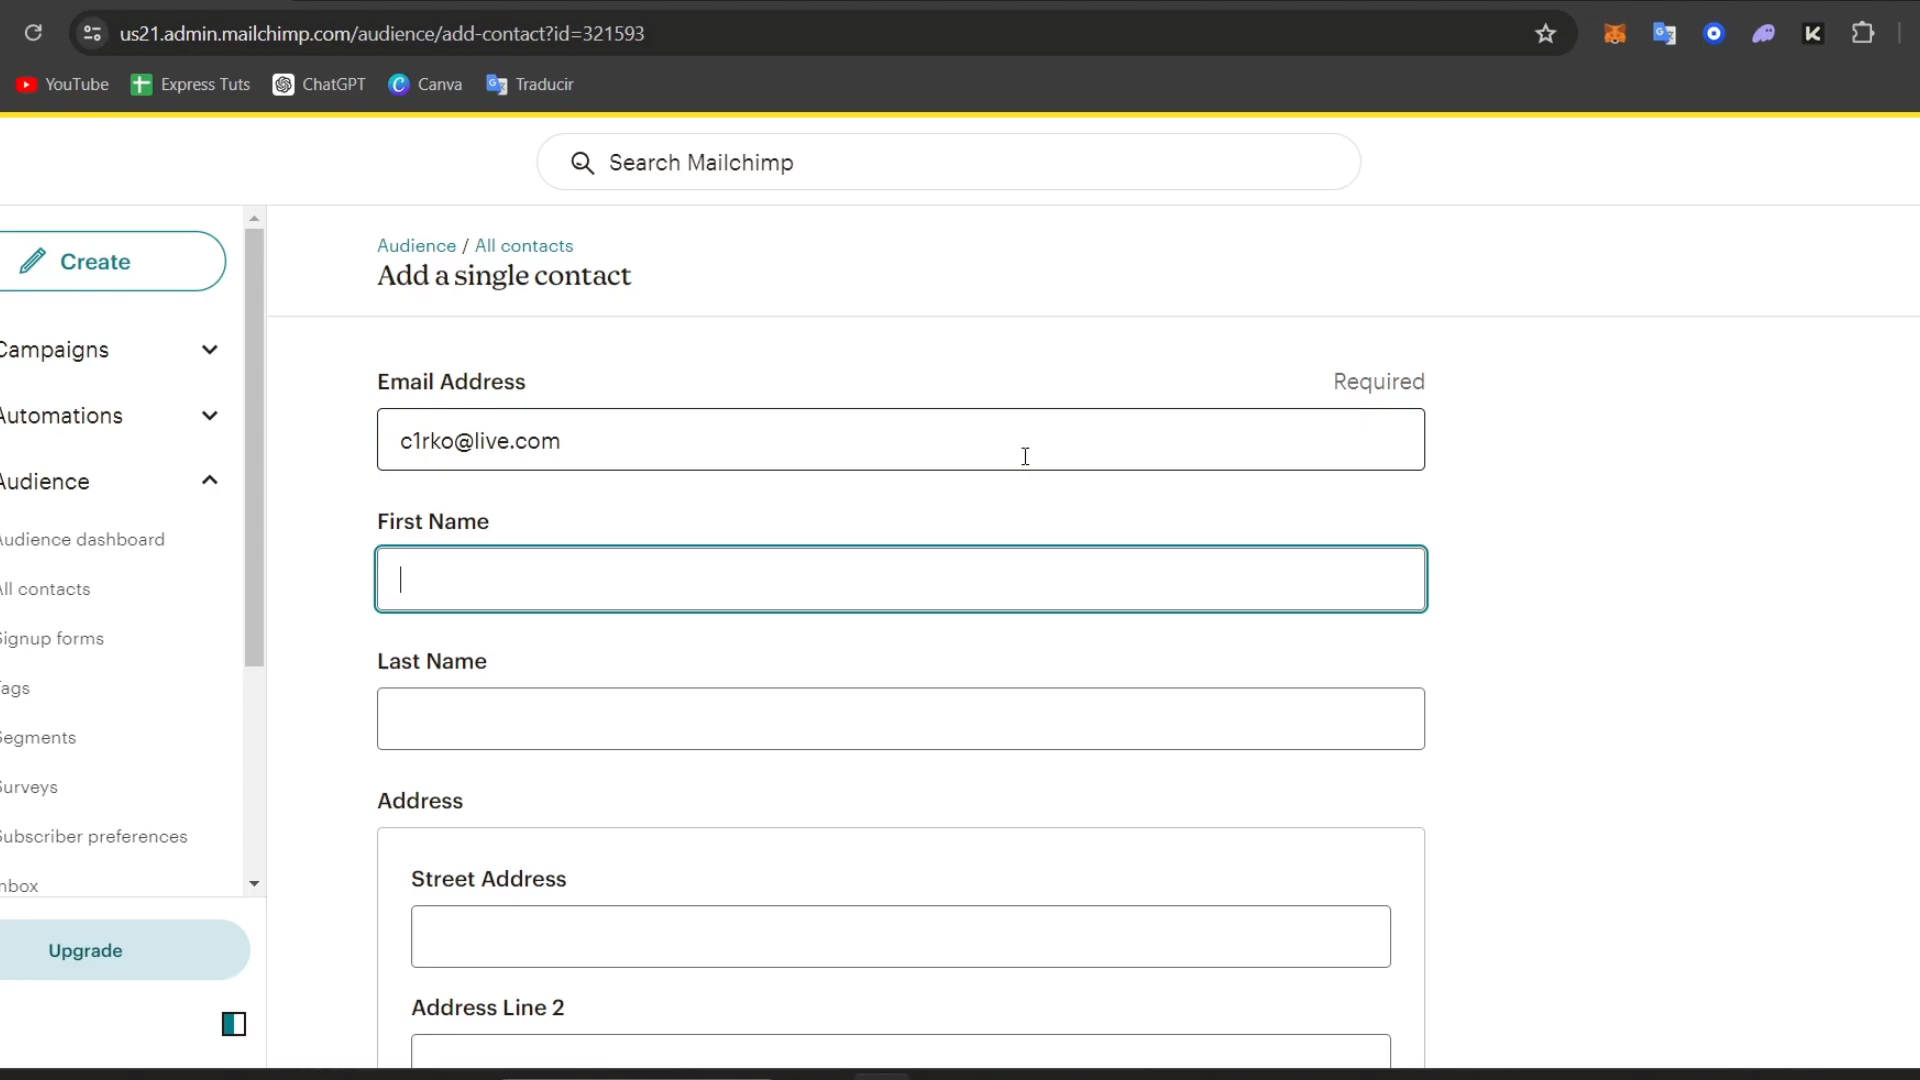 us21.admin.mailchimp.com/audience/add-contact?id=321593
YouTube Express Tuts ChatGPT Canva Traducir
Search Mailchimp
Create
Campaigns
Automations
Audience
Audience dashboard
All contacts
Signup forms
Tags
Segments
Surveys
Subscriber preferences
Inbox
Upgrade
Audience / All contacts
Add a single contact
Email Address Required
c1rko@live.com
First Name
Last Name
Address
Street Address
Address Line 2